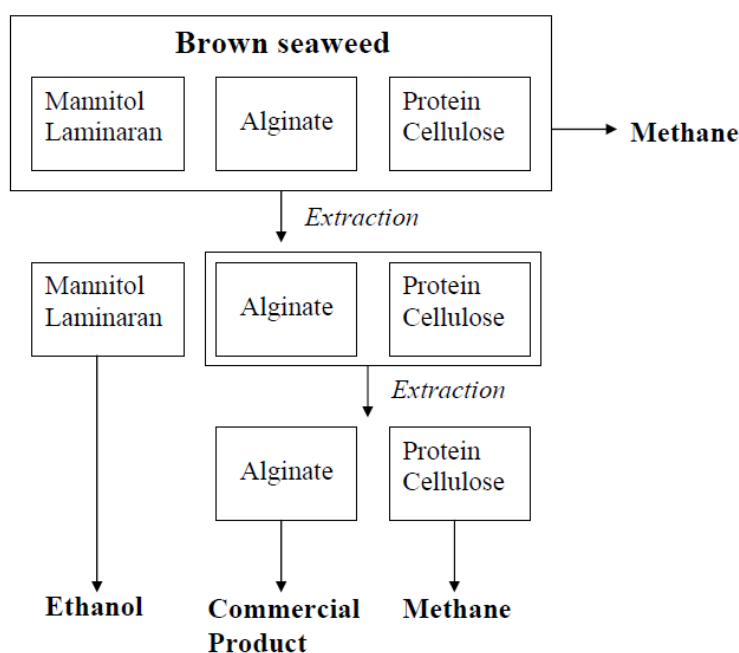 Brown seaweed
Mannitol
Laminaran
Alginate
Protein
Cellulose
Methane
Extraction
Mannitol
Laminaran
Alginate
Protein
Cellulose
Extraction
Alginate
Protein
Cellulose
Ethanol
Commercial
Product
Methane